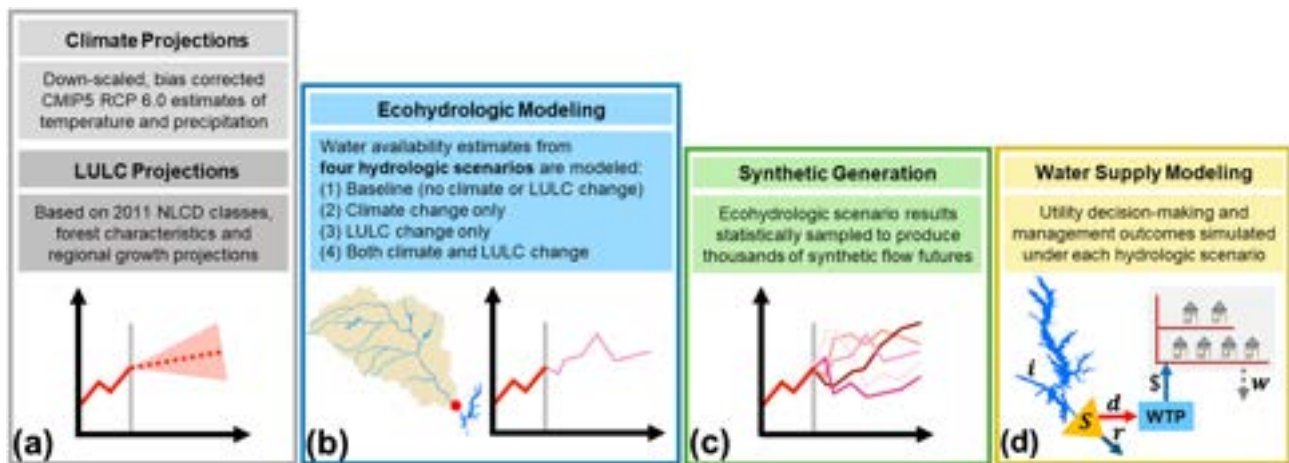 Climate Projections
Down-scaled, bias corrected
CMIP5 RCP 6.0 estimates of
temperature and precipitation
LULC Projections
Based on 2011 NLCD classes,
forest characteristics and
regional growth projections
(a)
Ecohydrologic Modeling
Water availability estimates from
four hydrologic scenarios are modeled:
(1) Baseline (no climate or LULC change)
(2) Climate change only
(3) LULC change only
(4) Both climate and LULC change
(b)
Synthetic Generation
Ecohydrologic scenario results
statistically sampled to produce
thousands of synthetic flow futures
(c)
Water Supply Modeling
Utility decision-making and
management outcomes simulated
under each hydrologic scenario
i
S
d
r
WTP
$
w
(d)